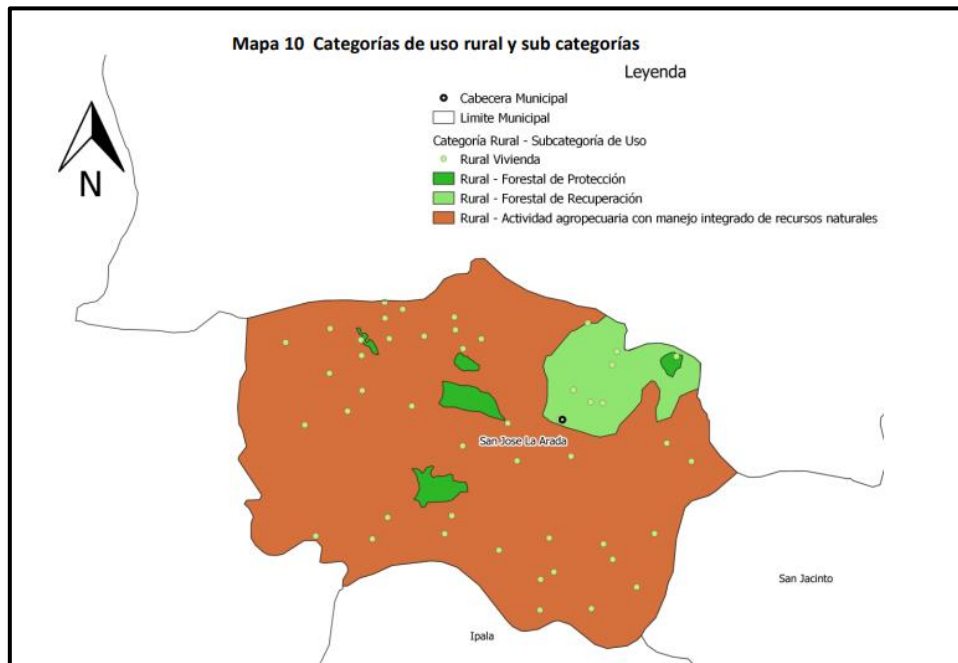 Mapa 10 Categorías de uso rural y sub categorías
Leyenda
Cabecera Municipal
Limite Municipal
Categoría Rural - Subcategoría de Uso
Rural Vivienda
Rural - Forestal de Protección
Rural - Forestal de Recuperación
Rural - Actividad agropecuaria con manejo integrado de recursos naturales
N
San Jose La Arada
San Jacinto
Ipala